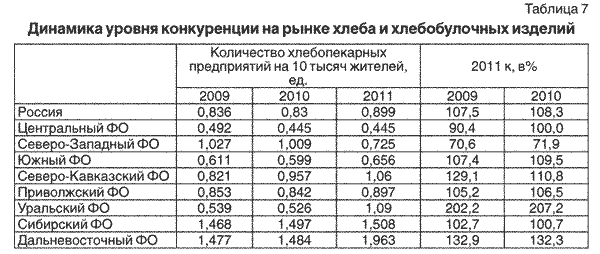 Таблица 7
Динамика уровня конкуренции на рынке хлеба и хлебобулочных изделий
Количество хлебопекарных предприятий на 10 тысяч жителей, ед. 2011 к, в%
2009 2010 2011 2009 2010
Россия 0,836 0,83 0,899 107,5 108,3
Центральный ФО 0,492 0,445 0,445 90,4 100,0
Северо-Западный ФО 1,027 1,009 0,725 70,6 71,9
Южный ФО 0,611 0,599 0,656 107,4 109,5
Северо-Кавказский ФО 0,821 0,957 1,06 129,1 110,8
Приволжский ФО 0,853 0,842 0,897 105,2 106,5
Уральский ФО 0,539 0,526 1,09 202,2 207,2
Сибирский ФО 1,468 1,497 1,508 102,7 100,7
Дальневосточный ФО 1,477 1,484 1,963 132,9 132,3